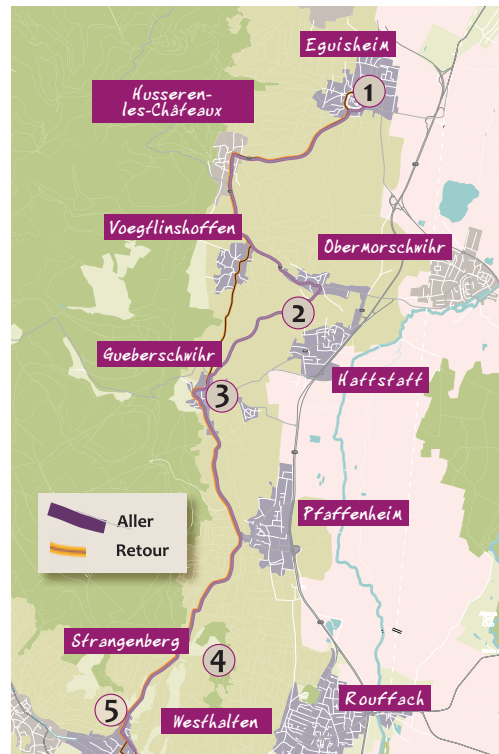 Eguisheim
1
Husseren-
les-Châteaux
Voegtlinshoffen
Obermorschwihr
2
Gueberschwihr
Hattstatt
3
Pfaffenheim
Aller
Retour
Strangenberg
4
Rouffach
5
Westhalten